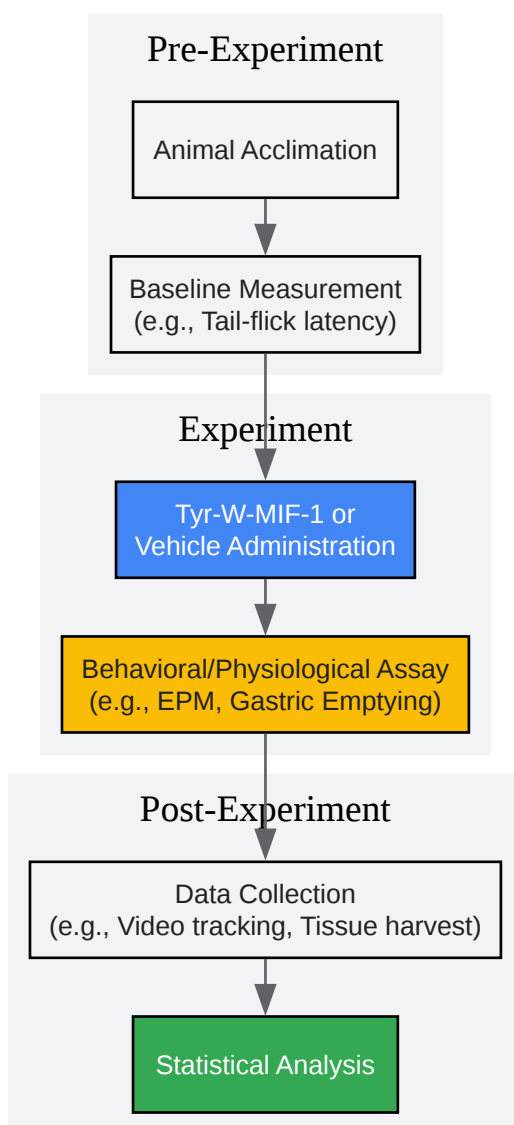 Pre-Experiment
Animal Acclimation
Baseline Measurement
(e.g., Tail-flick latency)
Experiment
Tyr-W-MIF-1 or
Vehicle Administration
Behavioral/Physiological Assay
(e.g., EPM, Gastric Emptying)
Post-Experiment
Data Collection
(e.g., Video tracking, Tissue harvest)
Statistical Analysis